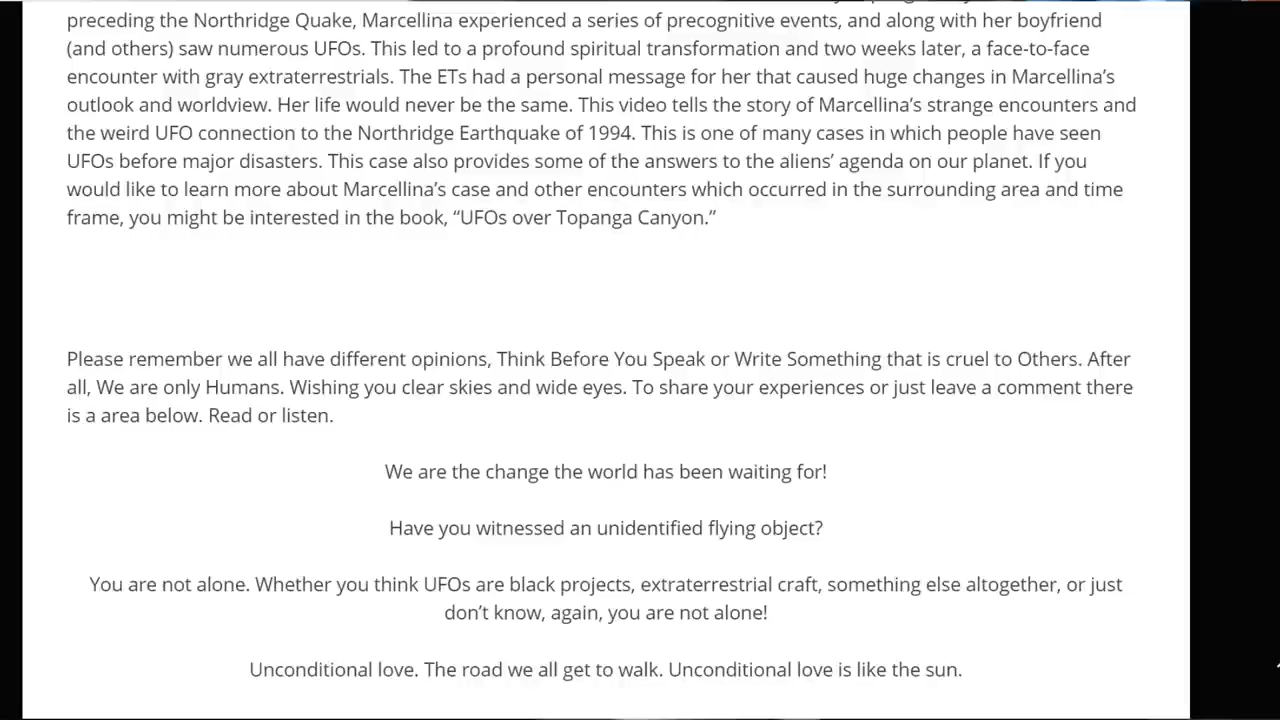 preceding the Northridge Quake, Marcellina experienced a series of precognitive events, and along with her boyfriend
(and others) saw numerous UFOs. This led to a profound spiritual transformation and two weeks later, a face-to-face
encounter with gray extraterrestrials. The ETs had a personal message for her that caused huge changes in Marcellina’s
outlook and worldview. Her life would never be the same. This video tells the story of Marcellina’s strange encounters and
the weird UFO connection to the Northridge Earthquake of 1994. This is one of many cases in which people have seen
UFOs before major disasters. This case also provides some of the answers to the aliens’ agenda on our planet. If you
would like to learn more about Marcellina’s case and other encounters which occurred in the surrounding area and time
frame, you might be interested in the book, “UFOs over Topanga Canyon.”
Please remember we all have different opinions, Think Before You Speak or Write Something that is cruel to Others. After
all, We are only Humans. Wishing you clear skies and wide eyes. To share your experiences or just leave a comment there
is a area below. Read or listen.
We are the change the world has been waiting for!
Have you witnessed an unidentified flying object?
You are not alone. Whether you think UFOs are black projects, extraterrestrial craft, something else altogether, or just
don’t know, again, you are not alone!
Unconditional love. The road we all get to walk. Unconditional love is like the sun.